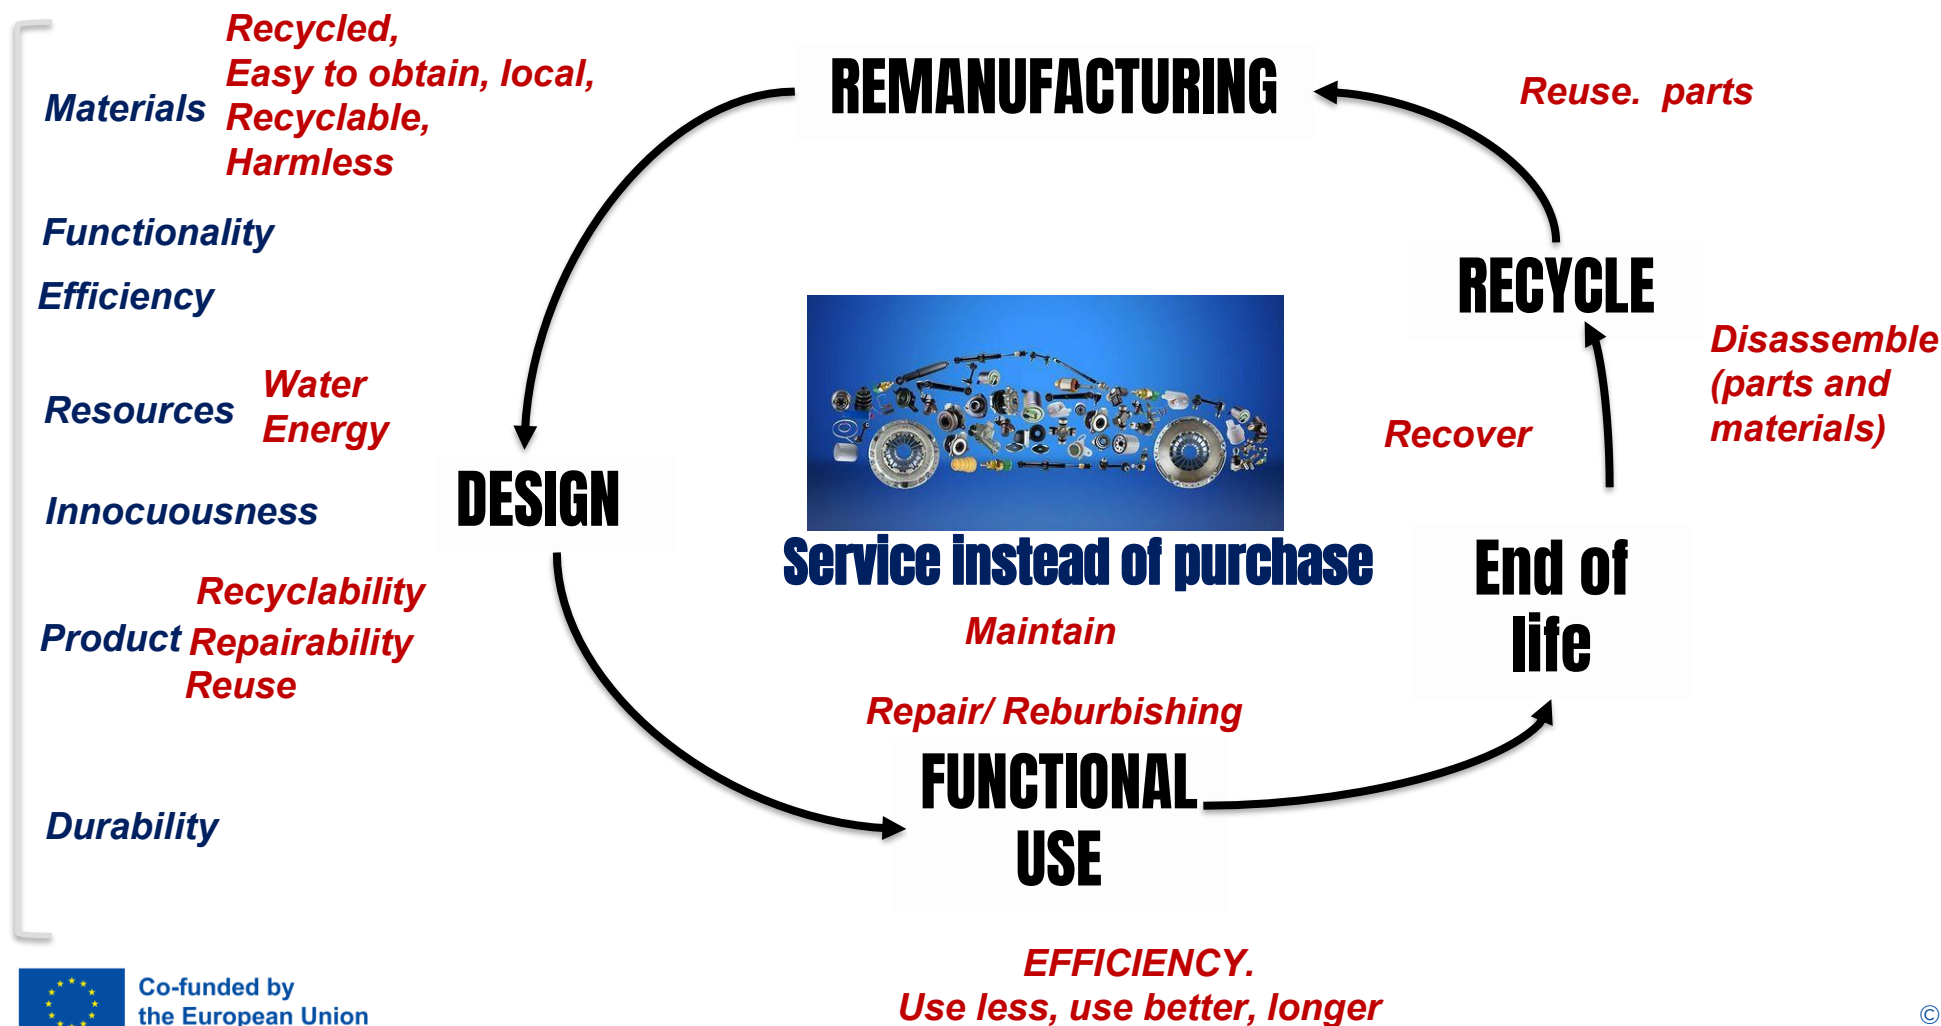 Recycled,
Easy to obtain, local,
Materials
Recyclable,
Harmless
Functionality
Efficiency
Resources
Water
Energy
Innocuousness
Recyclability
Product
Repairability
Reuse
Durability
REMANUFACTURING
Reuse. parts
RECYCLE
Disassemble
(parts and
materials)
Recover
DESIGN
End of
life
Service instead of purchase
Maintain
Repair/ Reburbishing
FUNCTIONAL
USE
EFFICIENCY.
Use less, use better, longer
Co-funded by
the European Union
©